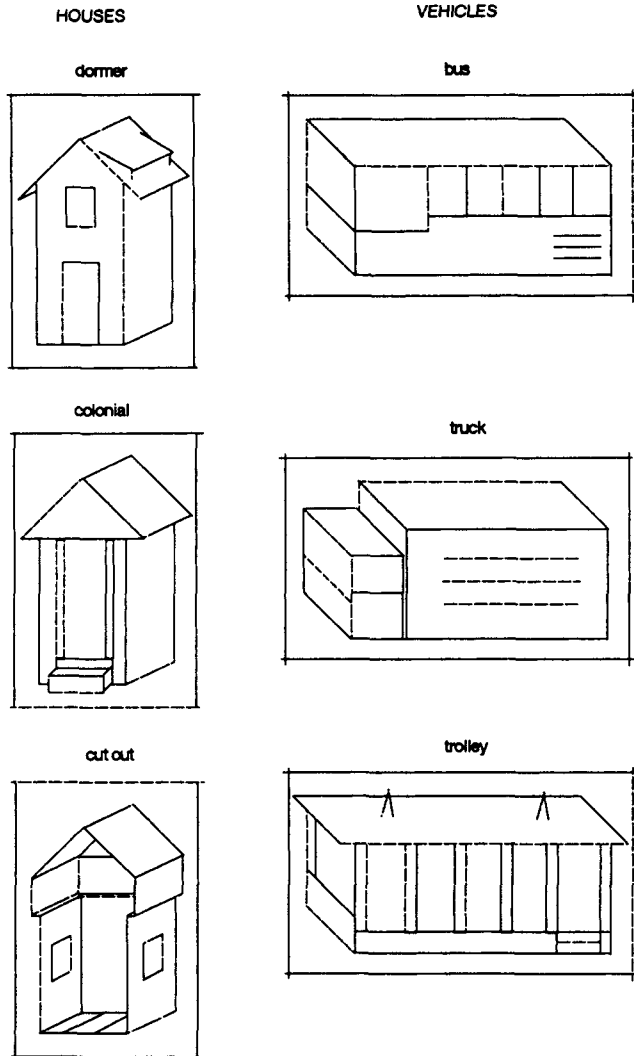 HOUSES
VEHICLES
dormer
bus
colonial
truck
cut out
trolley